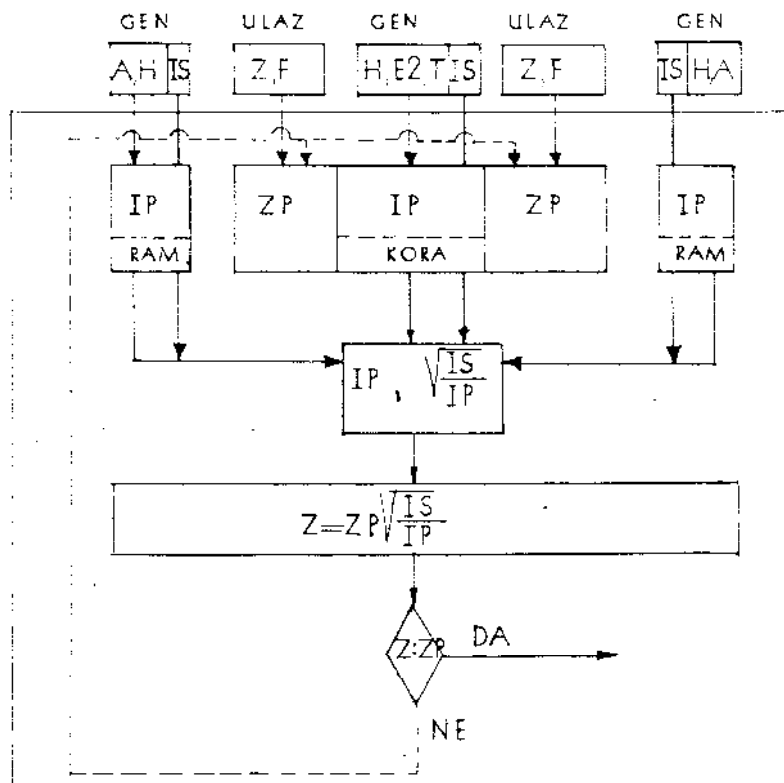 GEN ULAZ GEN ULAZ GEN
A,H IS Z,F H,E2,T IS Z,F IS H,A
IP ZP IP ZP IP
RAM KORA RAM
IP , √IS/IP
Z=ZP√IS/IP
Z:ZP DA
NE